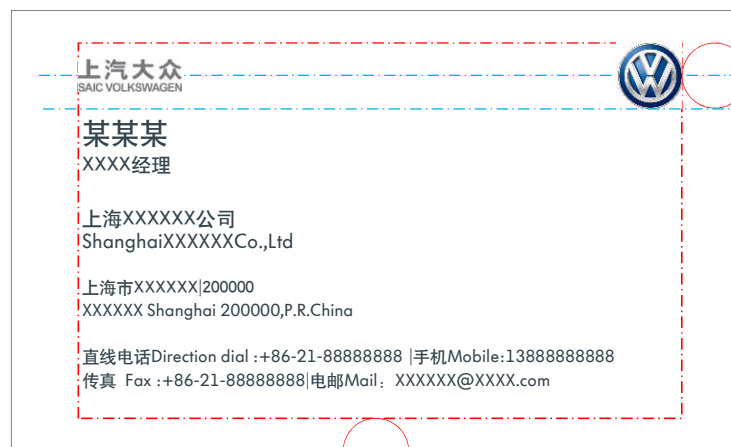 上汽大众
SAIC VOLKSWAGEN
某某某
XXXX经理
上海XXXXXX公司
ShanghaiXXXXXXCo.,Ltd
上海市XXXXXX|200000
XXXXXX Shanghai 200000,P.R.China
直线电话Direction dial :+86-21-88888888 |手机Mobile:13888888888
传真 Fax :+86-21-88888888|电邮Mail：XXXXXX@XXXX.com